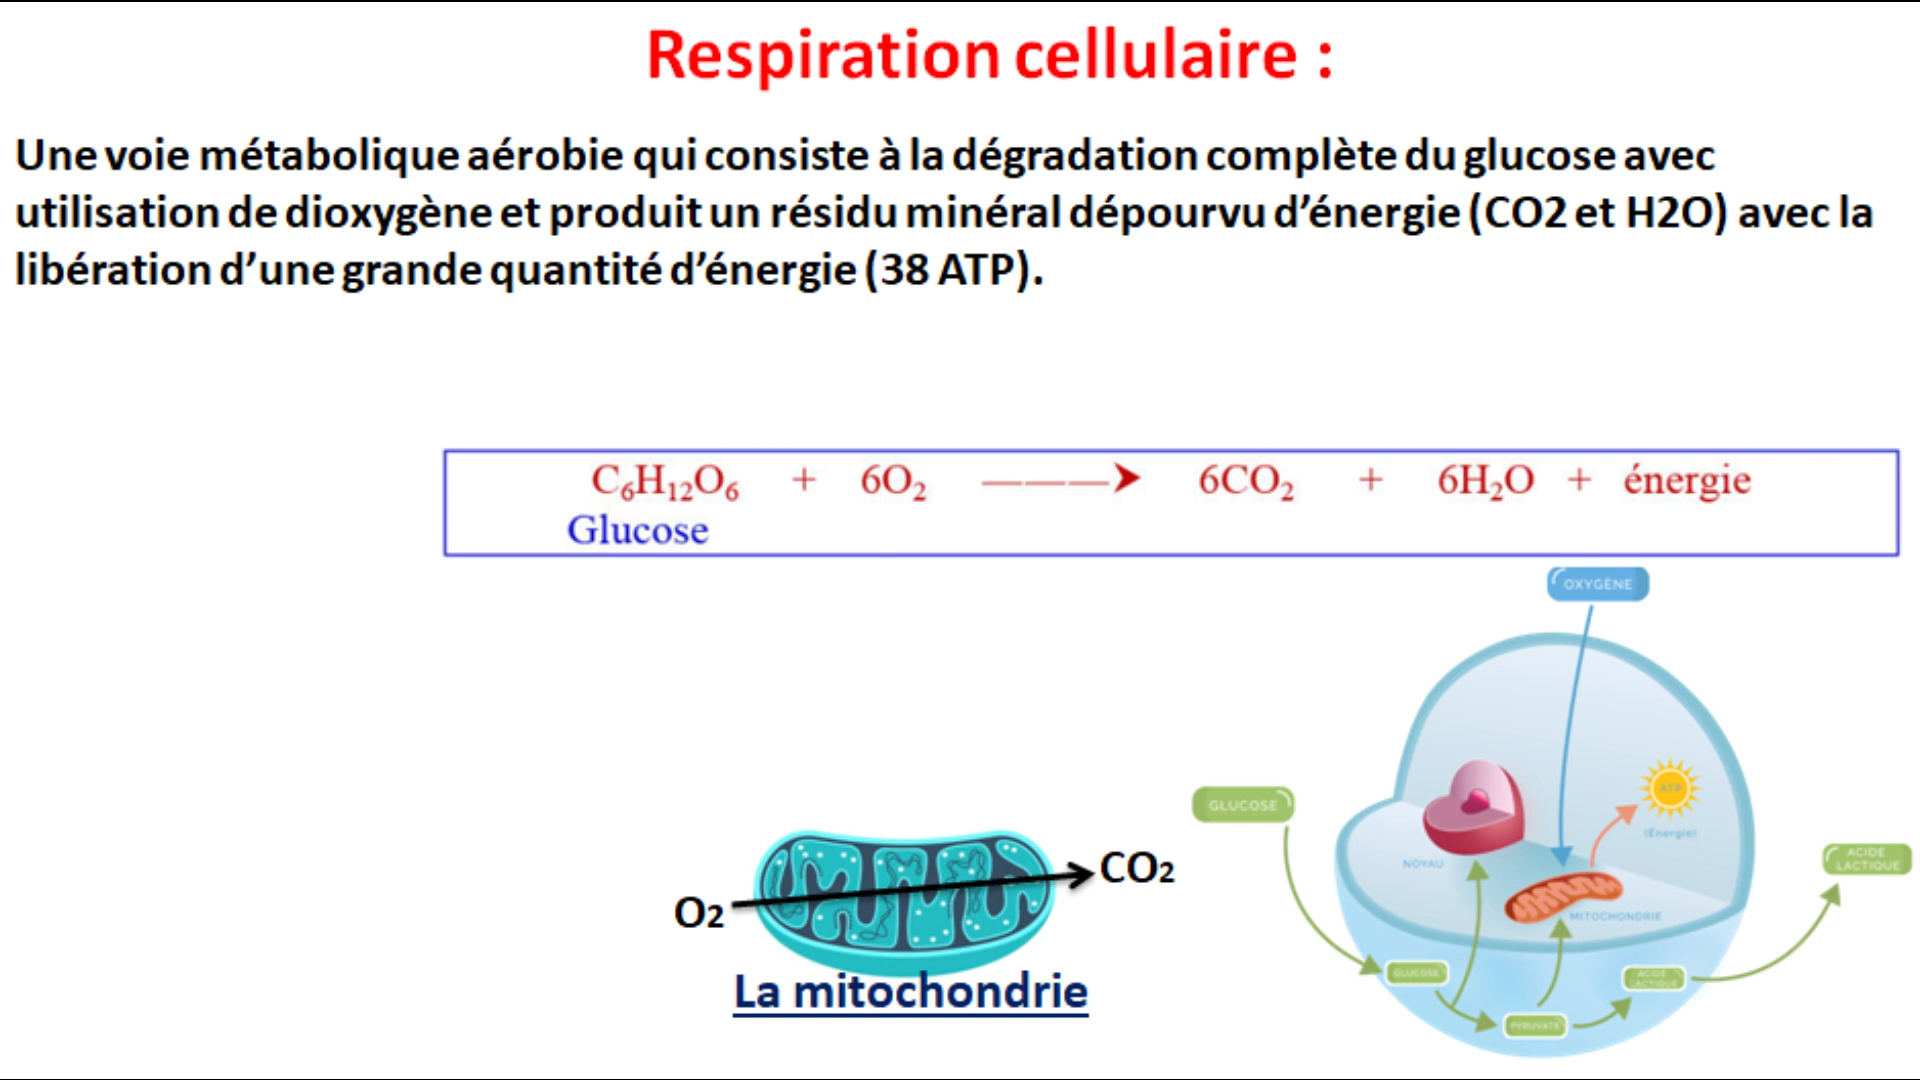 Respiration cellulaire :
Une voie métabolique aérobie qui consiste à la dégradation complète du glucose avec
utilisation de dioxygène et produit un résidu minéral dépourvu d’énergie (CO2 et H2O) avec la
libération d’une grande quantité d’énergie (38 ATP).
C₆H₁₂O₆ + 6O₂ ———➤ 6CO₂ + 6H₂O + énergie
Glucose
OXYGÈNE
GLUCOSE
ATP
(Énergie)
NOYAU
ACIDE
LACTIQUE
MITOCHONDRIE
O₂
CO₂
La mitochondrie
GLUCOSE
ACIDE
LACTIQUE
PYRUVATE